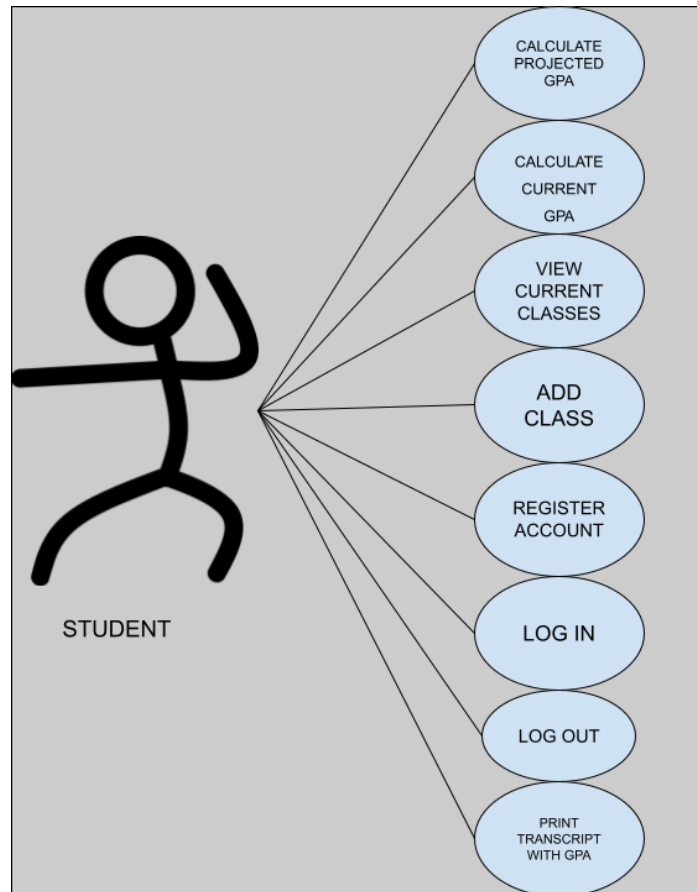 CALCULATE
PROJECTED
GPA
CALCULATE
CURRENT
GPA
VIEW
CURRENT
CLASSES
ADD
CLASS
REGISTER
ACCOUNT
LOG IN
STUDENT
LOG OUT
PRINT
TRANSCRIPT
WITH GPA